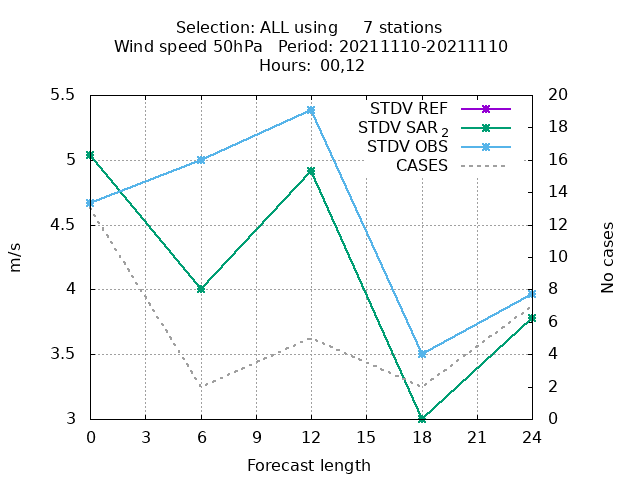 Selection: ALL using     7 stations
Wind speed 50hPa   Period: 20211110-20211110
Hours:  00,12
5.5
5
4.5
4
3.5
3
20
18
16
14
12
10
8
6
4
2
0
STDV REF
STDV SAR 2
STDV OBS
CASES
m/s
No cases
0 3 6 9 12 15 18 21 24
Forecast length